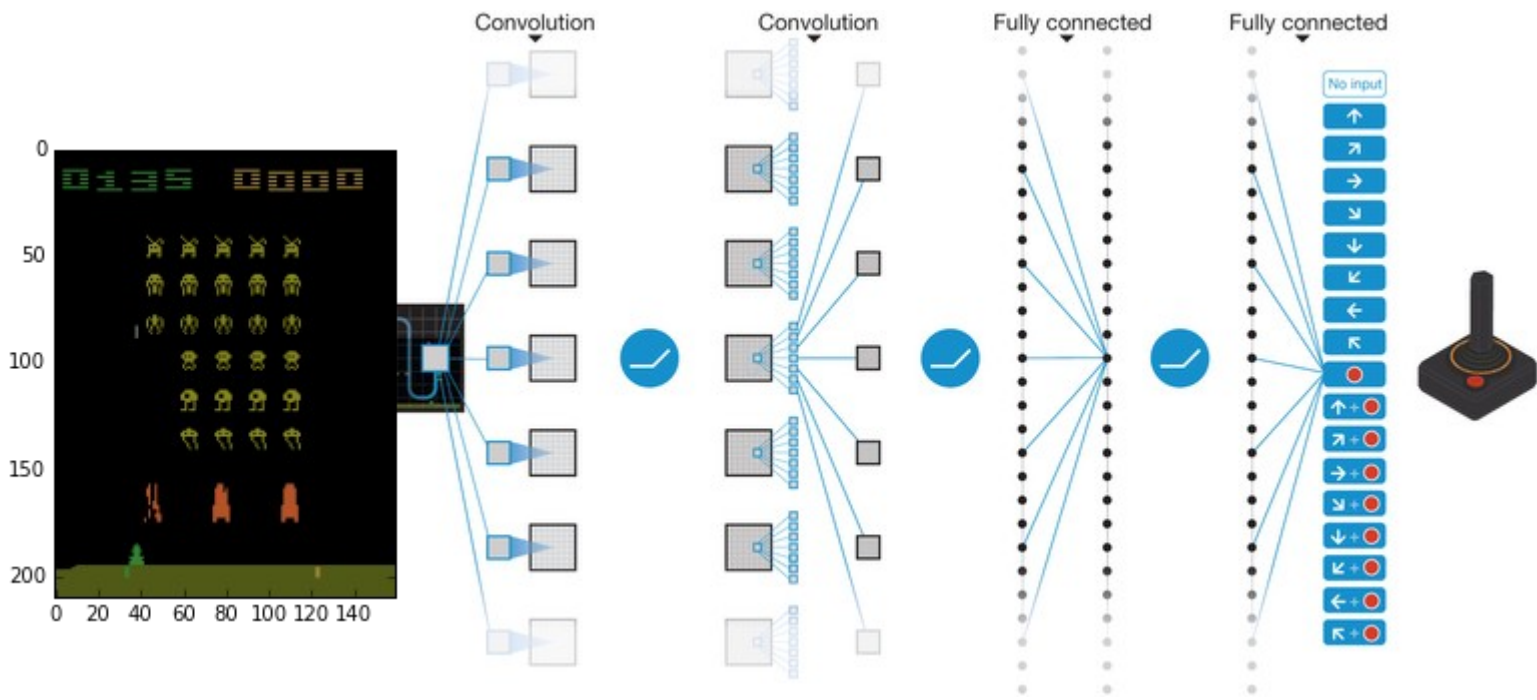 Convolution
Convolution
Fully connected
Fully connected
No input
0
50
100
150
200
0 20 40 60 80 100 120 140
0135 0000
+
+
+
+
+
+
+
+